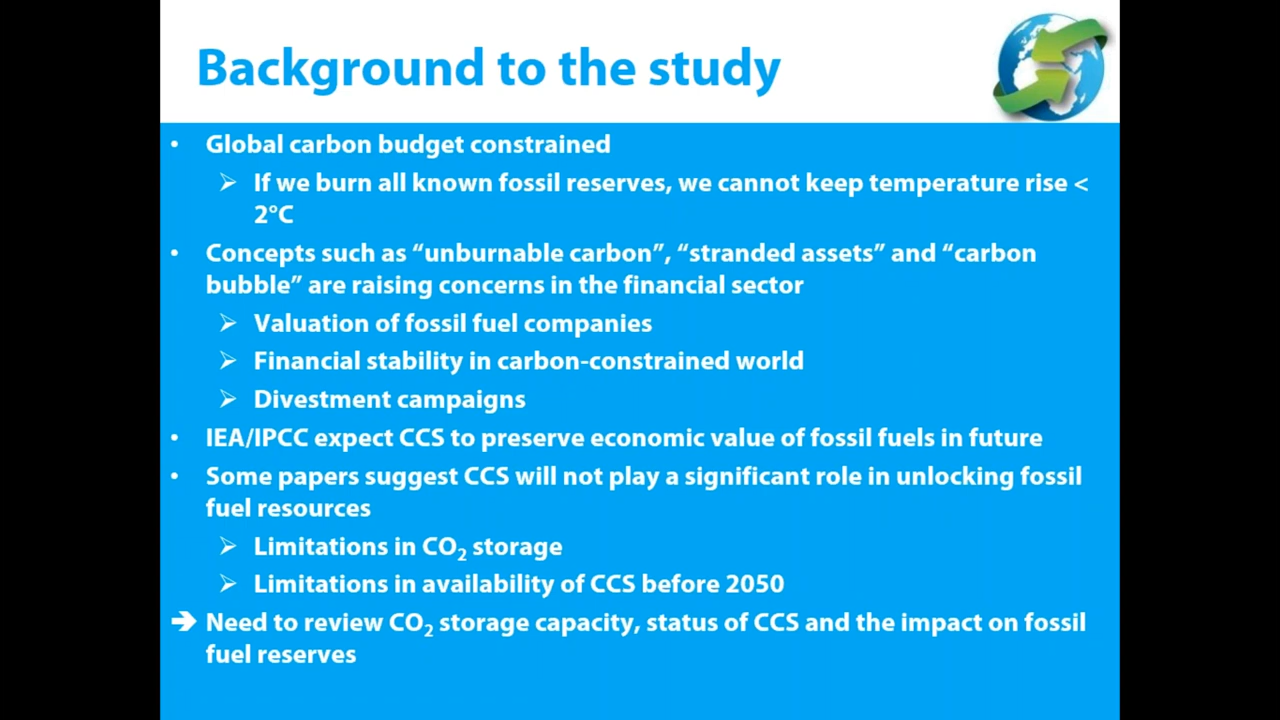 Background to the study
• Global carbon budget constrained
➢ If we burn all known fossil reserves, we cannot keep temperature rise <
2°C
• Concepts such as “unburnable carbon”, “stranded assets” and “carbon
bubble” are raising concerns in the financial sector
➢ Valuation of fossil fuel companies
➢ Financial stability in carbon-constrained world
➢ Divestment campaigns
• IEA/IPCC expect CCS to preserve economic value of fossil fuels in future
• Some papers suggest CCS will not play a significant role in unlocking fossil
fuel resources
➢ Limitations in CO₂ storage
➢ Limitations in availability of CCS before 2050
➔ Need to review CO₂ storage capacity, status of CCS and the impact on fossil
fuel reserves